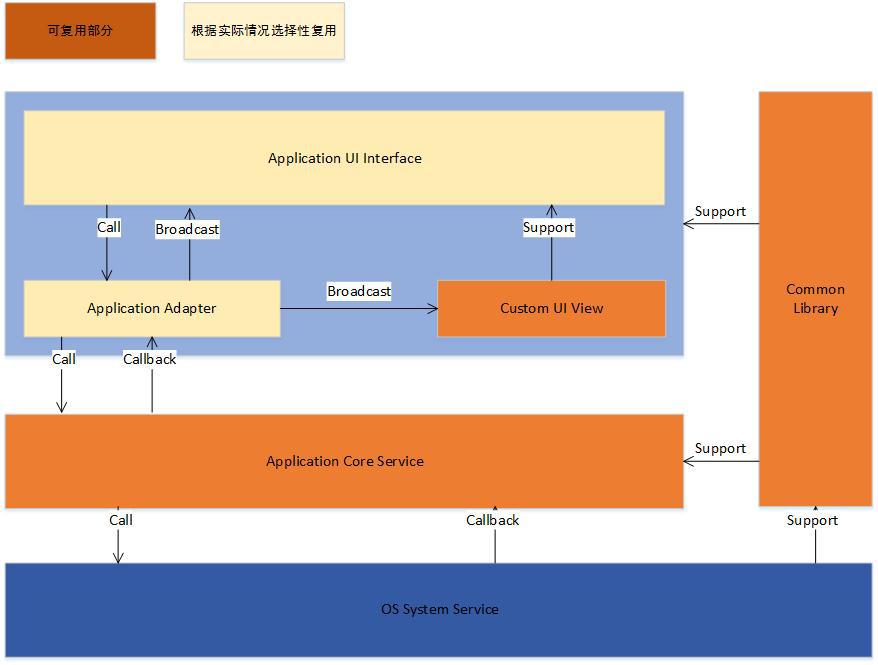 可复用部分
根据实际情况选择性复用
Application UI Interface
Call
Broadcast
Support
Support
Application Adapter
Broadcast
Custom UI View
Common
Library
Call
Callback
Application Core Service
Support
Call
Callback
Support
OS System Service